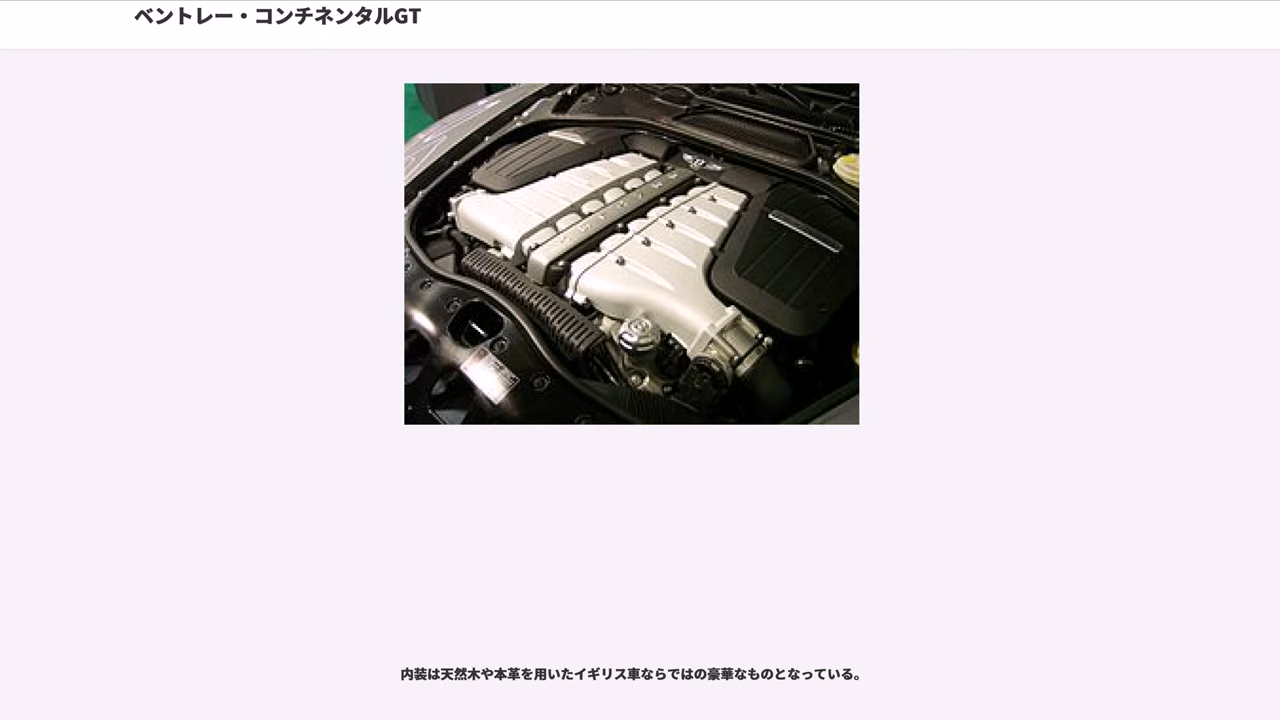 ベントレー・コンチネンタルGT
内装は天然木や本革を用いたイギリス車ならではの豪華なものとなっている。